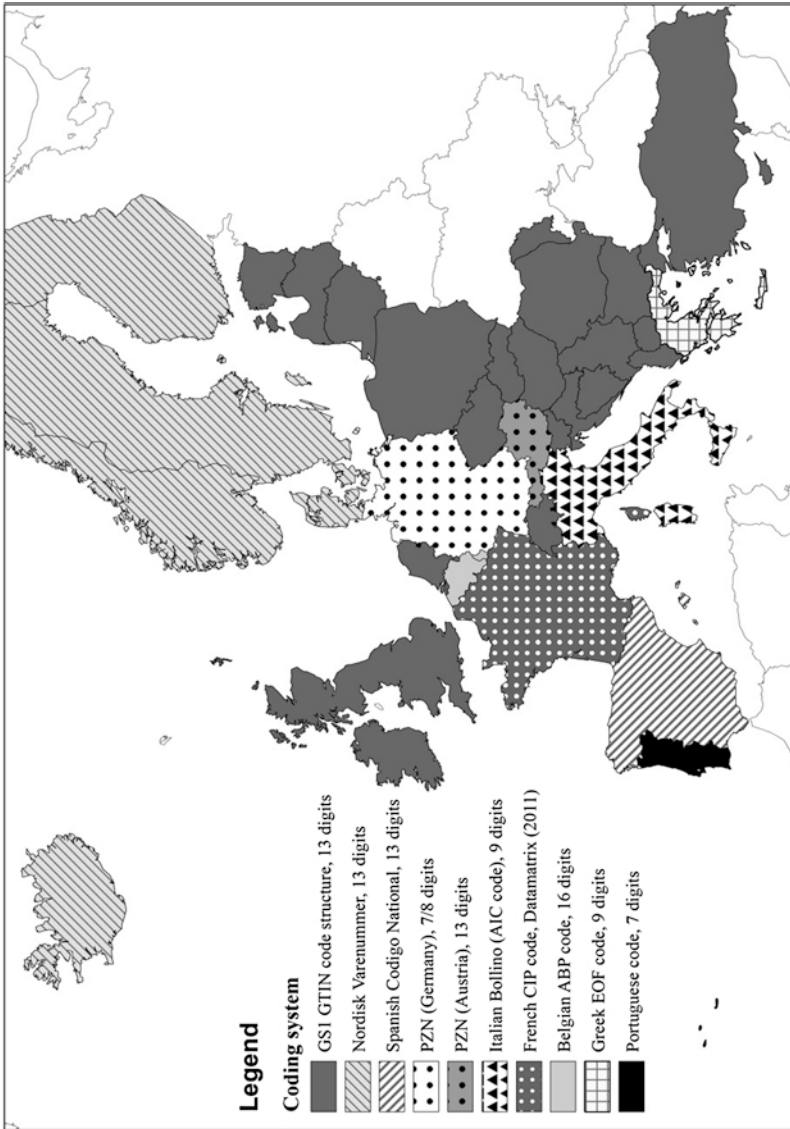 Legend
Coding system
GS1 GTIN code structure, 13 digits
Nordisk Varenummer, 13 digits
Spanish Codigo National, 13 digits
PZN (Germany), 7/8 digits
PZN (Austria), 13 digits
Italian Bollino (AIC code), 9 digits
French CIP code, Datamatrix (2011)
Belgian ABP code, 16 digits
Greek EOF code, 9 digits
Portuguese code, 7 digits